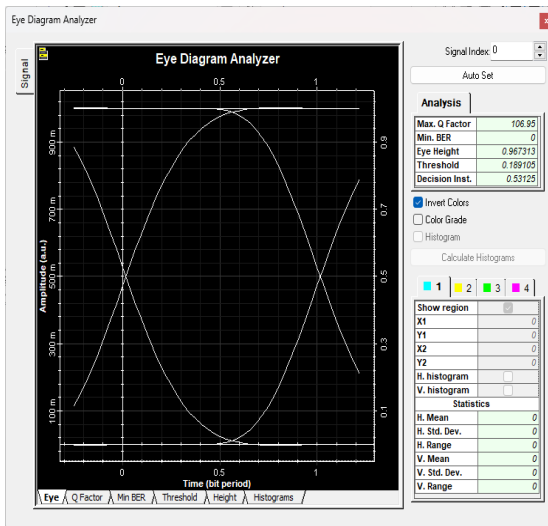 Eye Diagram Analyzer
x
Signal
Eye Diagram Analyzer
0 0.5 1
900 m
700 m
500 m
300 m
100 m
Amplitude (a.u.)
0.9
0.7
0.5
0.3
0.1
0 0.5 1
Time (bit period)
Eye Q Factor Min BER Threshold Height Histograms
Signal Index: 0
Auto Set
Analysis
Max. Q Factor 106.95
Min. BER 0
Eye Height 0.967313
Threshold 0.189105
Decision Inst. 0.53125
Invert Colors
Color Grade
Histogram
Calculate Histograms
1 2 3 4
Show region
X1 0
Y1 0
X2 0
Y2 0
H. histogram
V. histogram
Statistics
H. Mean 0
H. Std. Dev. 0
H. Range 0
V. Mean 0
V. Std. Dev. 0
V. Range 0